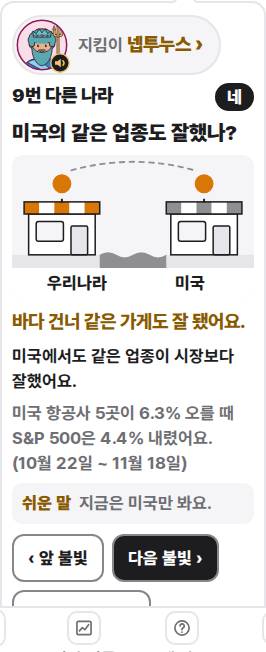 지킴이 넵투누스 ›
9번 다른 나라
네
미국의 같은 업종도 잘했나?
우리나라
미국
바다 건너 같은 가게도 잘 됐어요.
미국에서도 같은 업종이 시장보다
잘했어요.
미국 항공사 5곳이 6.3% 오를 때
S&P 500은 4.4% 내렸어요.
(10월 22일 ~ 11월 18일)
쉬운 말 지금은 미국만 봐요.
‹ 앞 불빛
다음 불빛 ›